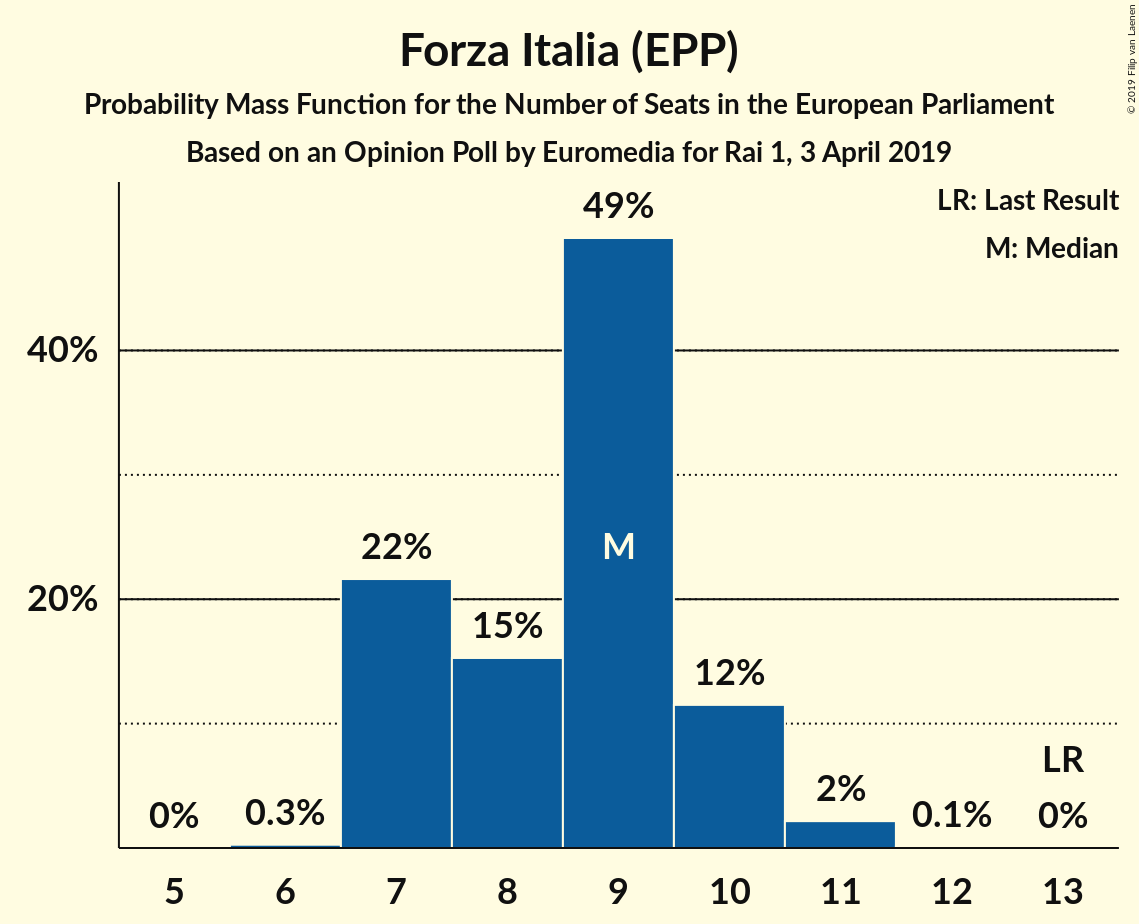 Forza Italia (EPP)
Probability Mass Function for the Number of Seats in the European Parliament
Based on an Opinion Poll by Euromedia for Rai 1, 3 April 2019
© 2019 Filip van Laenen
LR: Last Result
M: Median
49%
40%
22%
M
20%
15%
12%
LR
0%
0.3%
2%
0.1%
0%
5 6 7 8 9 10 11 12 13